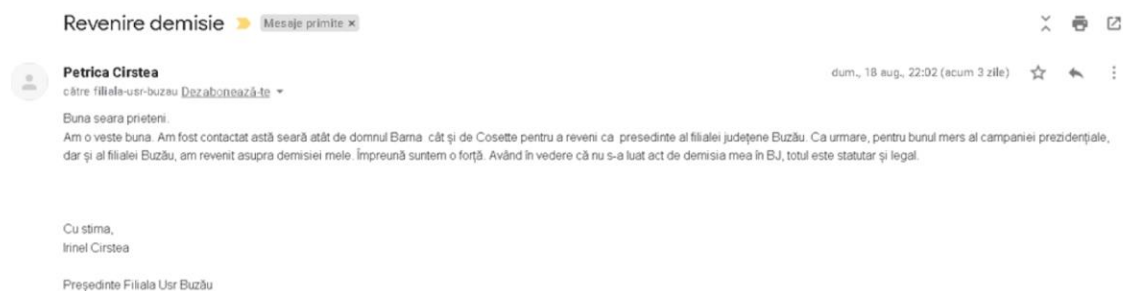 Revenire demisie Mesaje primite ×
Petrica Cirstea dum., 18 aug., 22:02 (acum 3 zile)
către filiala-usr-buzau Dezabonează-te
Buna seara prieteni.
Am o veste buna. Am fost contactat astă seară atât de domnul Barna cât și de Cosette pentru a reveni ca presedinte al filialei județene Buzău. Ca urmare, pentru bunul mers al campaniei prezidențiale,
dar și al filialei Buzău, am revenit asupra demisiei mele. Împreună suntem o forță. Având în vedere că nu s-a luat act de demisia mea în BJ, totul este statutar și legal.
Cu stima,
Irinel Cirstea
Președinte Filiala Usr Buzău